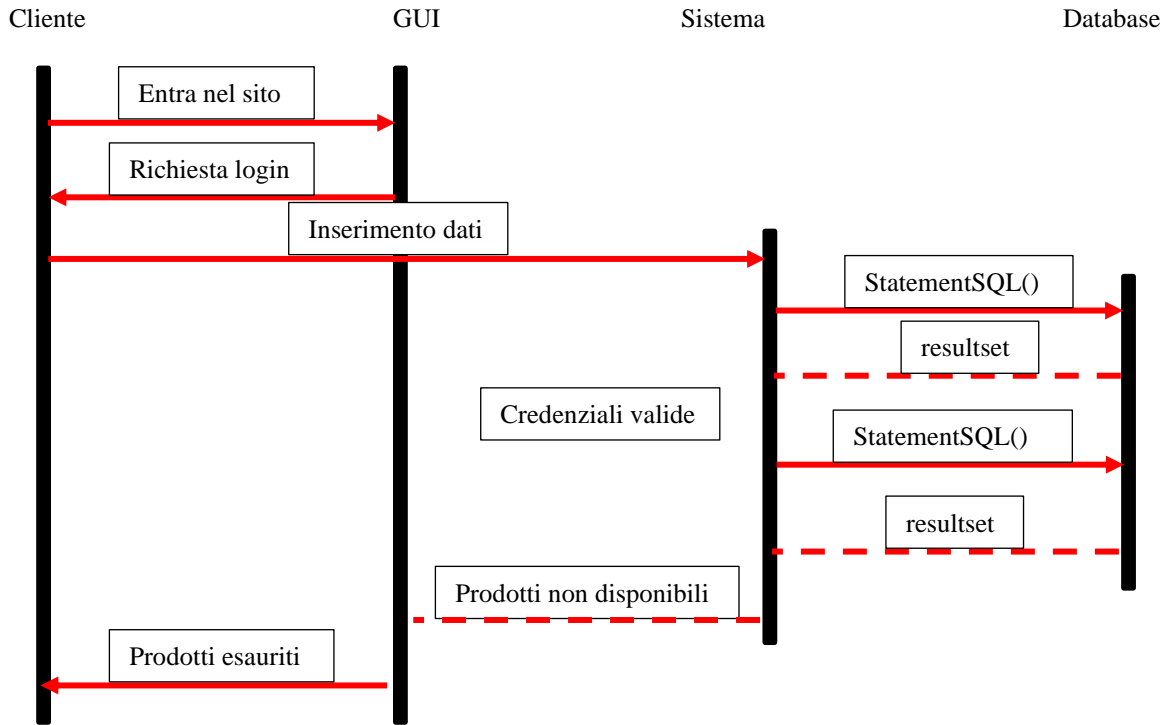 Cliente
GUI
Sistema
Database
Entra nel sito
Richiesta login
Inserimento dati
StatementSQL()
resultset
Credenziali valide
StatementSQL()
resultset
Prodotti non disponibili
Prodotti esauriti